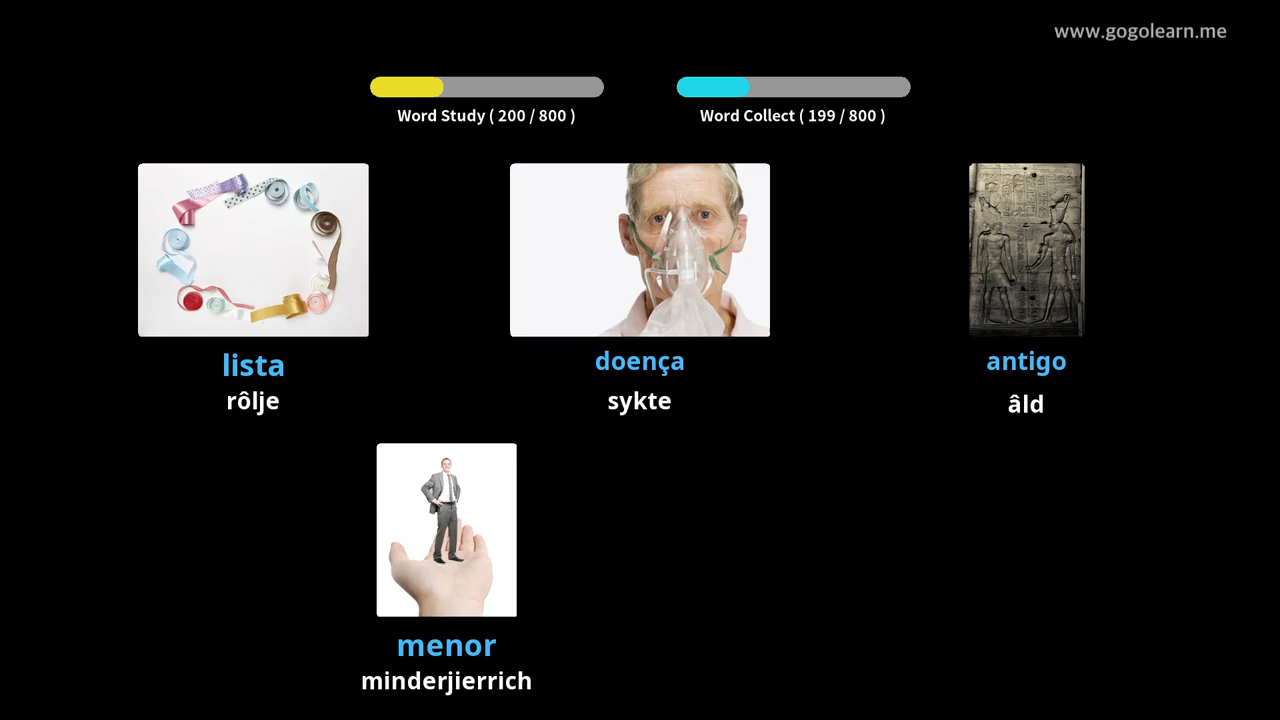 www.gogolearn.me
Word Study ( 200 / 800 )
Word Collect ( 199 / 800 )
lista
rôlje
doença
sykte
antigo
âld
menor
minderjierrich